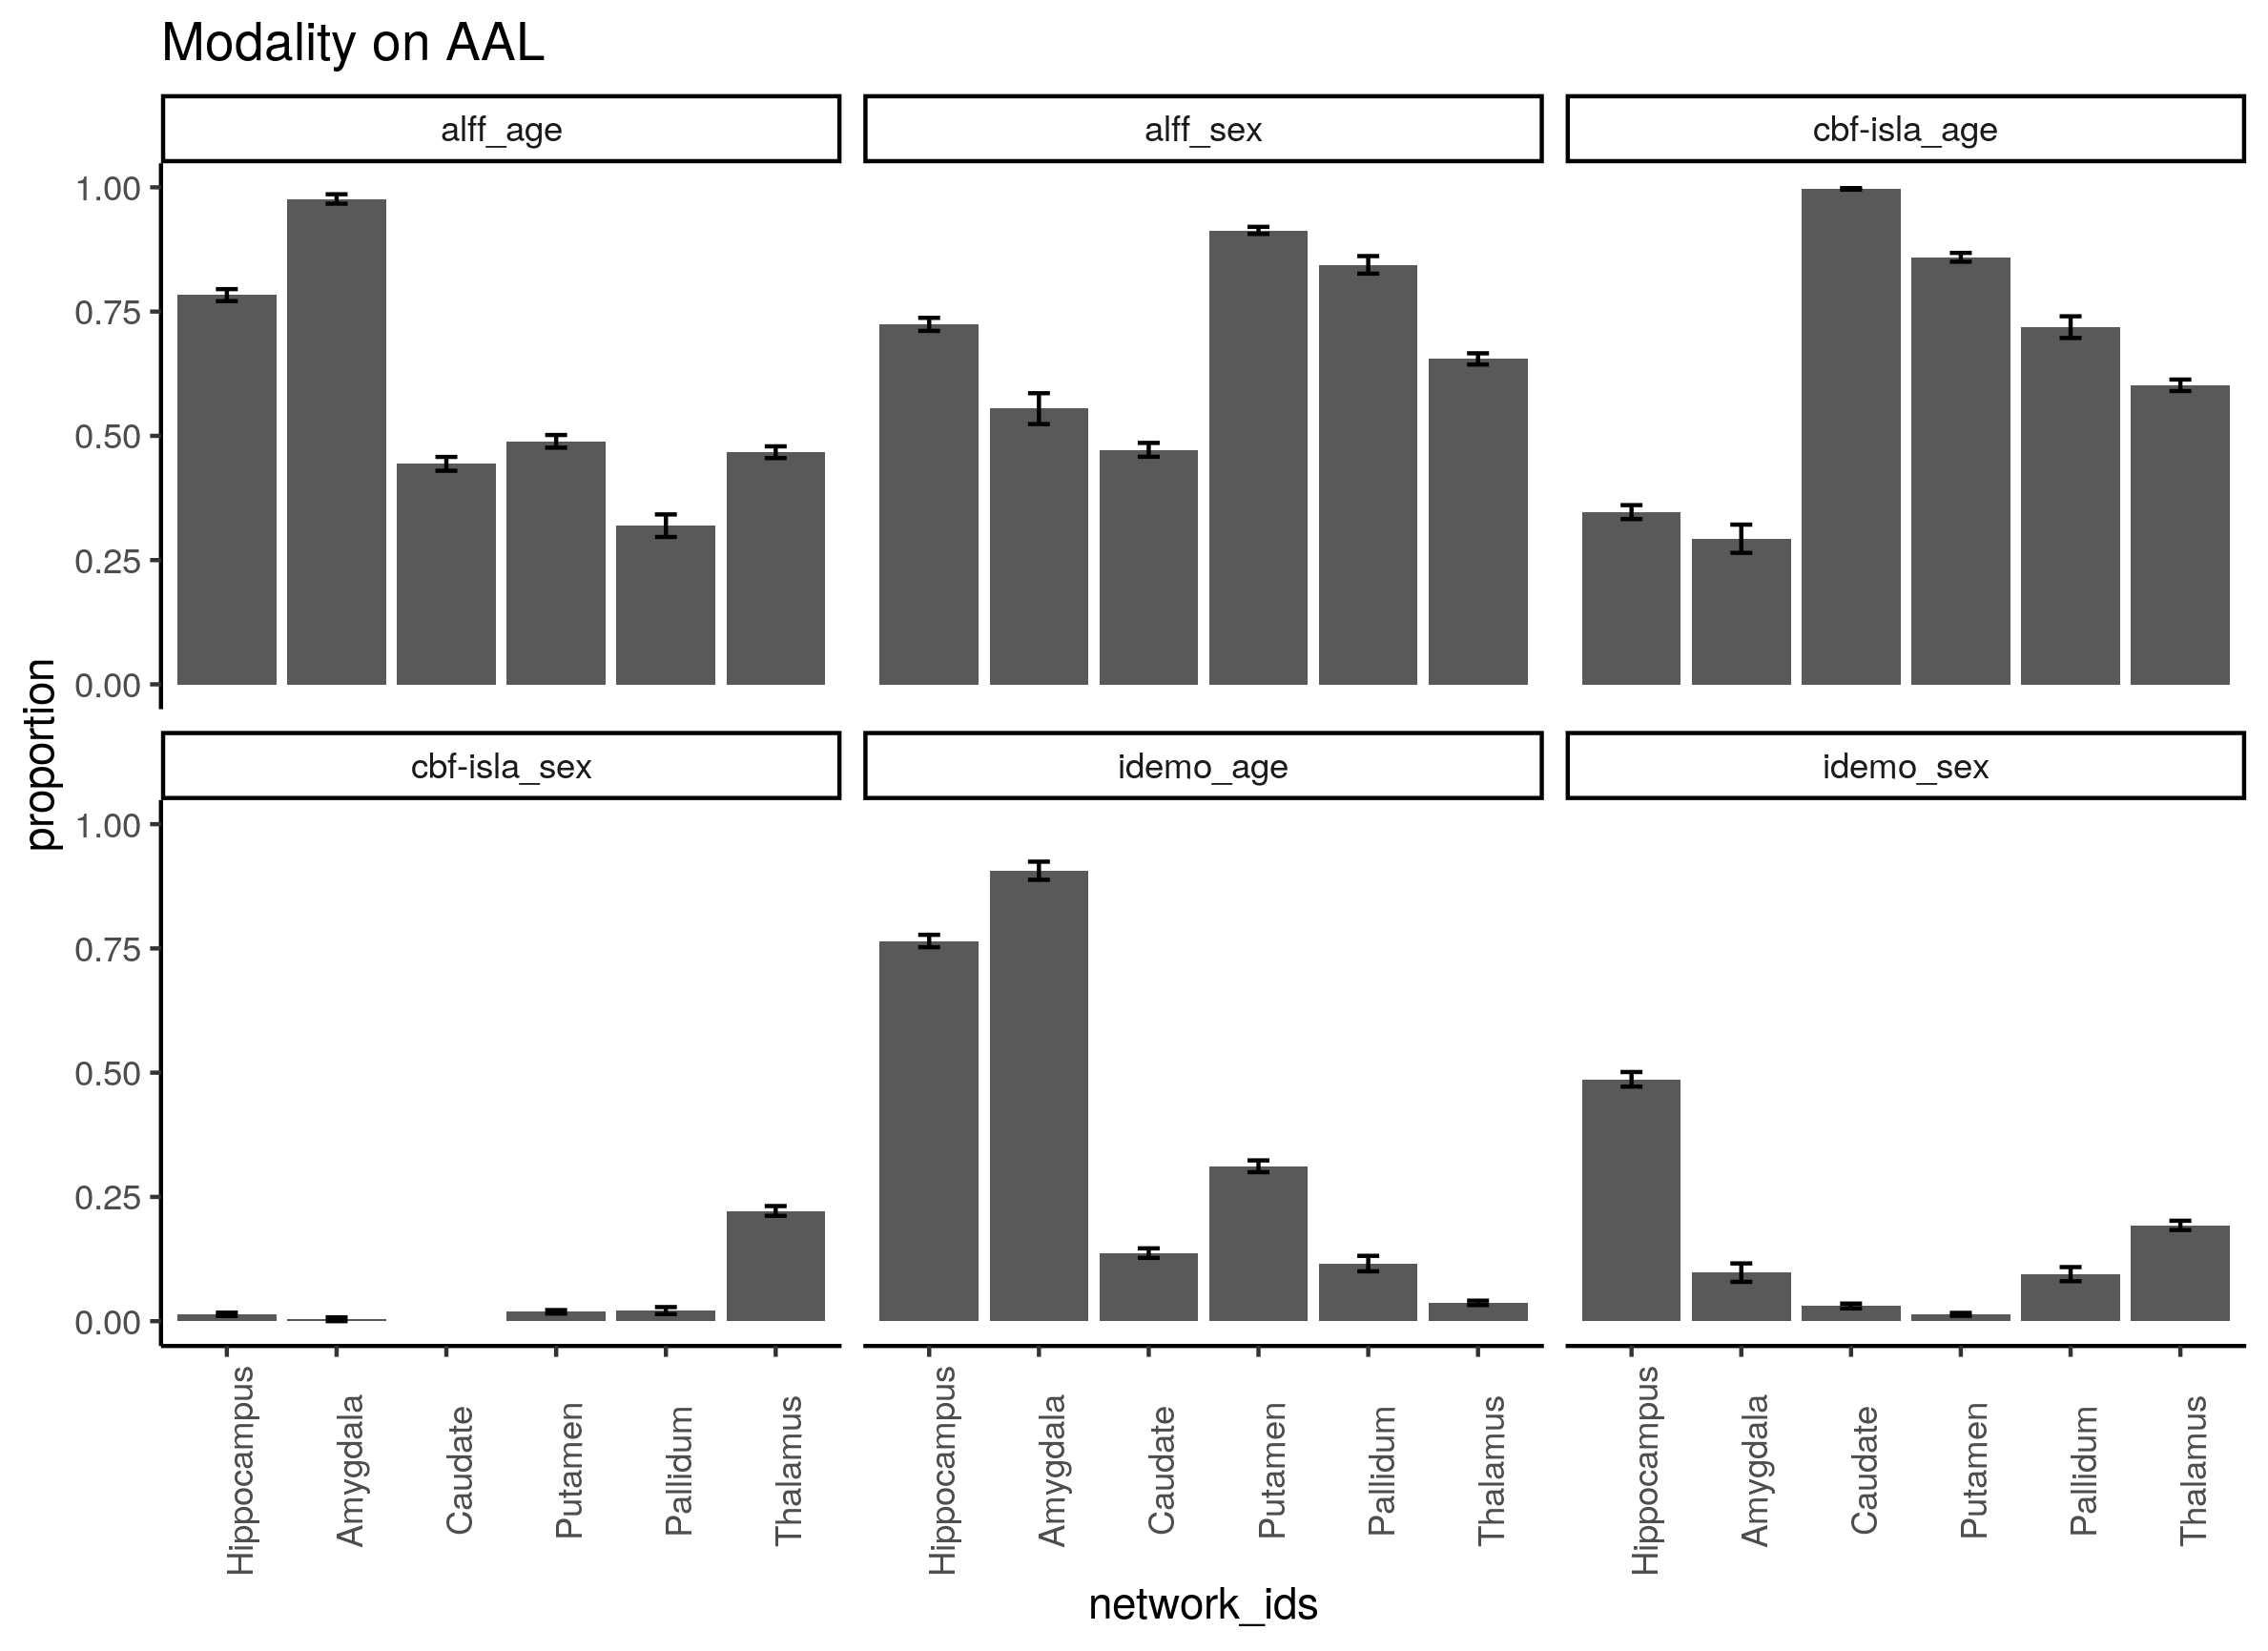 Modality on AAL
alff_age
alff_sex
cbf-isla_age
1.00
0.75
0.50
0.25
0.00
proportion
cbf-isla_sex
idemo_age
idemo_sex
1.00
0.75
0.50
0.25
0.00
Hippocampus
Amygdala
Caudate
Putamen
Pallidum
Thalamus
Hippocampus
Amygdala
Caudate
Putamen
Pallidum
Thalamus
Hippocampus
Amygdala
Caudate
Putamen
Pallidum
Thalamus
network_ids